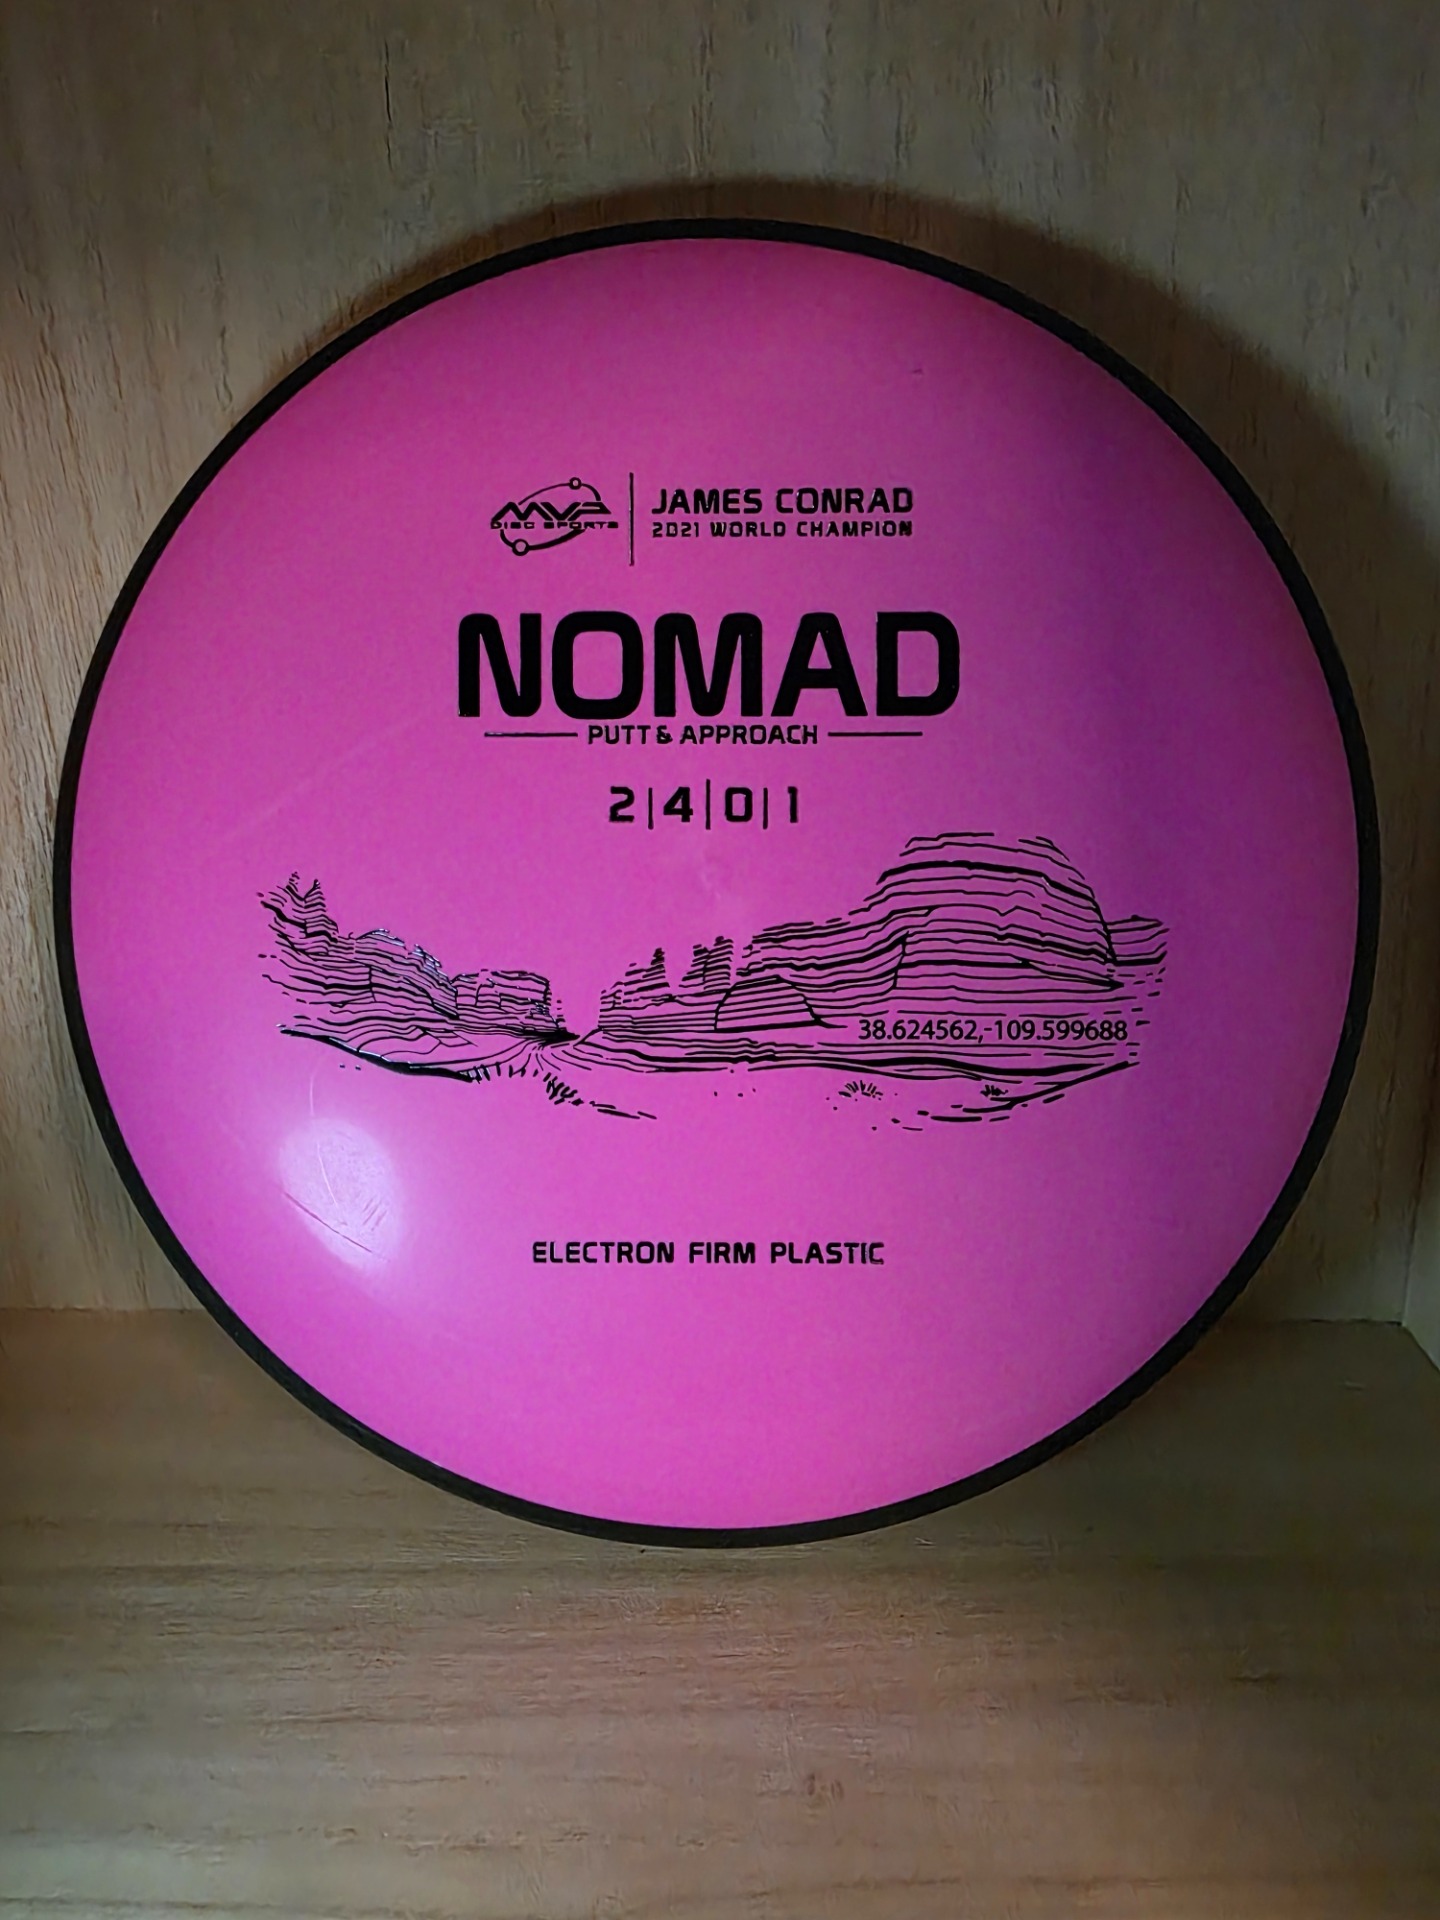 MVP
DISC SPORTS
JAMES CONRAD
2021 WORLD CHAMPION
NOMAD
PUTT & APPROACH
2|4|0|1
38.624562,-109.599688
ELECTRON FIRM PLASTIC